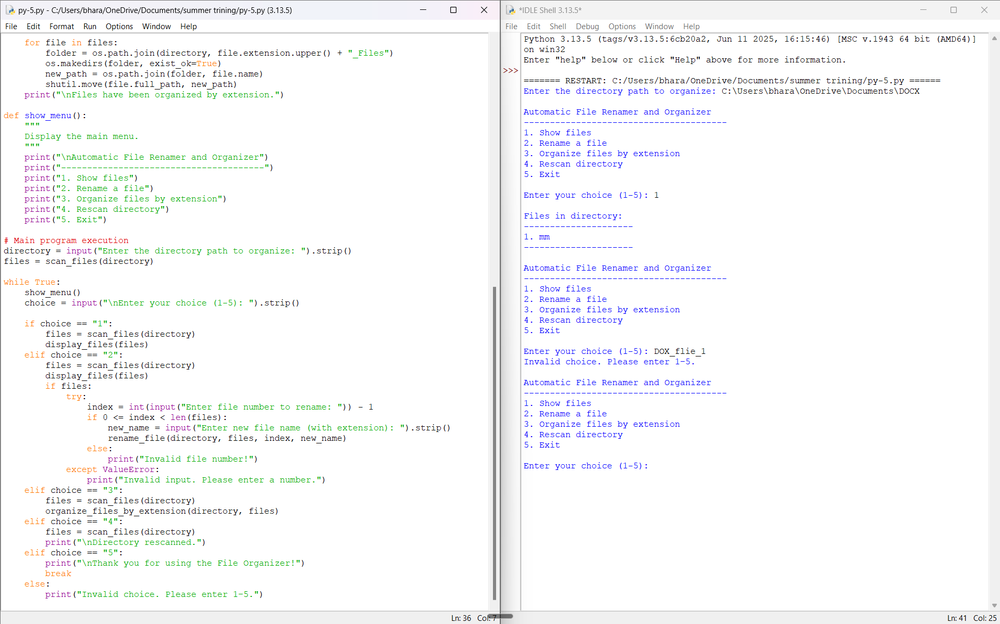 py-5.py - C:/Users/bhara/OneDrive/Documents/summer trining/py-5.py (3.13.5)
File Edit Format Run Options Window Help
    for file in files:
        folder = os.path.join(directory, file.extension.upper() + "_Files")
        os.makedirs(folder, exist_ok=True)
        new_path = os.path.join(folder, file.name)
        shutil.move(file.full_path, new_path)
    print("\nFiles have been organized by extension.")

def show_menu():
    """
    Display the main menu.
    """
    print("\nAutomatic File Renamer and Organizer")
    print("---------------------------------------")
    print("1. Show files")
    print("2. Rename a file")
    print("3. Organize files by extension")
    print("4. Rescan directory")
    print("5. Exit")

# Main program execution
directory = input("Enter the directory path to organize: ").strip()
files = scan_files(directory)

while True:
    show_menu()
    choice = input("\nEnter your choice (1-5): ").strip()

    if choice == "1":
        files = scan_files(directory)
        display_files(files)
    elif choice == "2":
        files = scan_files(directory)
        display_files(files)
        if files:
            try:
                index = int(input("Enter file number to rename: ")) - 1
                if 0 <= index < len(files):
                    new_name = input("Enter new file name (with extension): ").strip()
                    rename_file(directory, files, index, new_name)
                else:
                    print("Invalid file number!")
            except ValueError:
                print("Invalid input. Please enter a number.")
    elif choice == "3":
        files = scan_files(directory)
        organize_files_by_extension(directory, files)
    elif choice == "4":
        files = scan_files(directory)
        print("\nDirectory rescanned.")
    elif choice == "5":
        print("\nThank you for using the File Organizer!")
        break
    else:
        print("Invalid choice. Please enter 1-5.")
Ln: 36 Col: 7
*IDLE Shell 3.13.5*
File Edit Shell Debug Options Window Help
Python 3.13.5 (tags/v3.13.5:6cb20a2, Jun 11 2025, 16:15:46) [MSC v.1943 64 bit (AMD64)]
on win32
Enter "help" below or click "Help" above for more information.
>>>
======= RESTART: C:/Users/bhara/OneDrive/Documents/summer trining/py-5.py ======
Enter the directory path to organize: C:\Users\bhara\OneDrive\Documents\DOCX

Automatic File Renamer and Organizer
---------------------------------------
1. Show files
2. Rename a file
3. Organize files by extension
4. Rescan directory
5. Exit

Enter your choice (1-5): 1

Files in directory:
---------------------
1. mm
---------------------

Automatic File Renamer and Organizer
---------------------------------------
1. Show files
2. Rename a file
3. Organize files by extension
4. Rescan directory
5. Exit

Enter your choice (1-5): DOX_flie_1
Invalid choice. Please enter 1-5.

Automatic File Renamer and Organizer
---------------------------------------
1. Show files
2. Rename a file
3. Organize files by extension
4. Rescan directory
5. Exit

Enter your choice (1-5):
Ln: 41 Col: 25